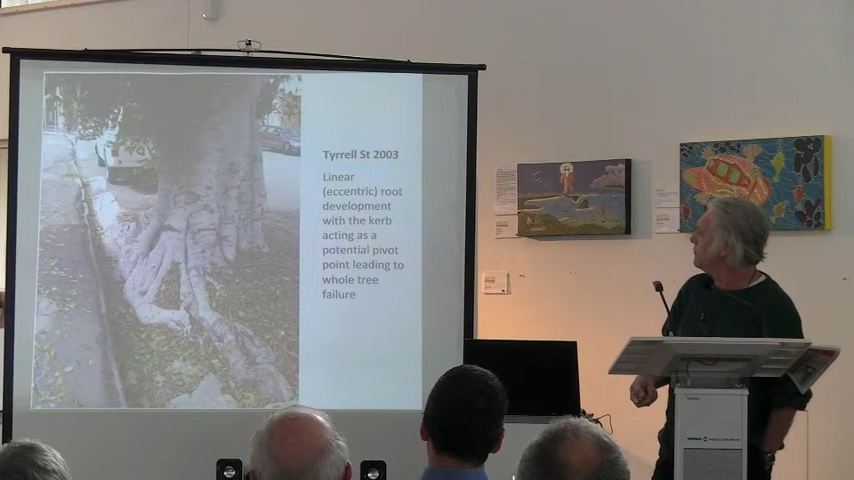 Tyrrell St 2003
Linear
(eccentric) root
development
with the kerb
acting as a
potential pivot
point leading to
whole tree
failure